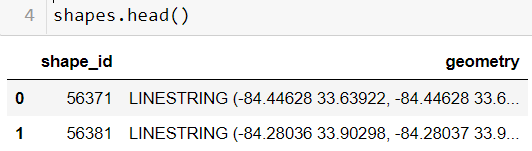 4 shapes.head()
shape_id geometry
0 56371 LINESTRING (-84.44628 33.63922, -84.44628 33.6...
1 56381 LINESTRING (-84.28036 33.90298, -84.28037 33.9...